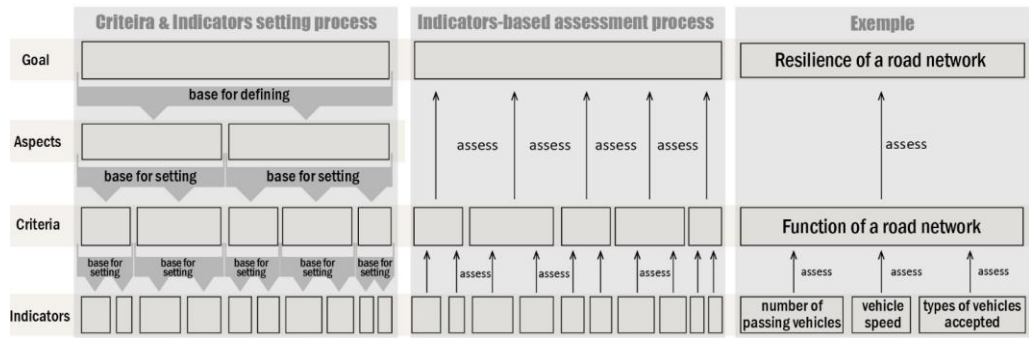 Criteira & Indicators setting process
Indicators-based assessment process
Exemple
Goal
Resilience of a road network
base for defining
Aspects
assess assess assess assess
assess
base for setting base for setting
Criteria
Function of a road network
base for setting
base for setting
base for setting
base for setting
base for setting
assess assess assess
assess assess assess
Indicators
number of passing vehicles
vehicle speed
types of vehicles accepted